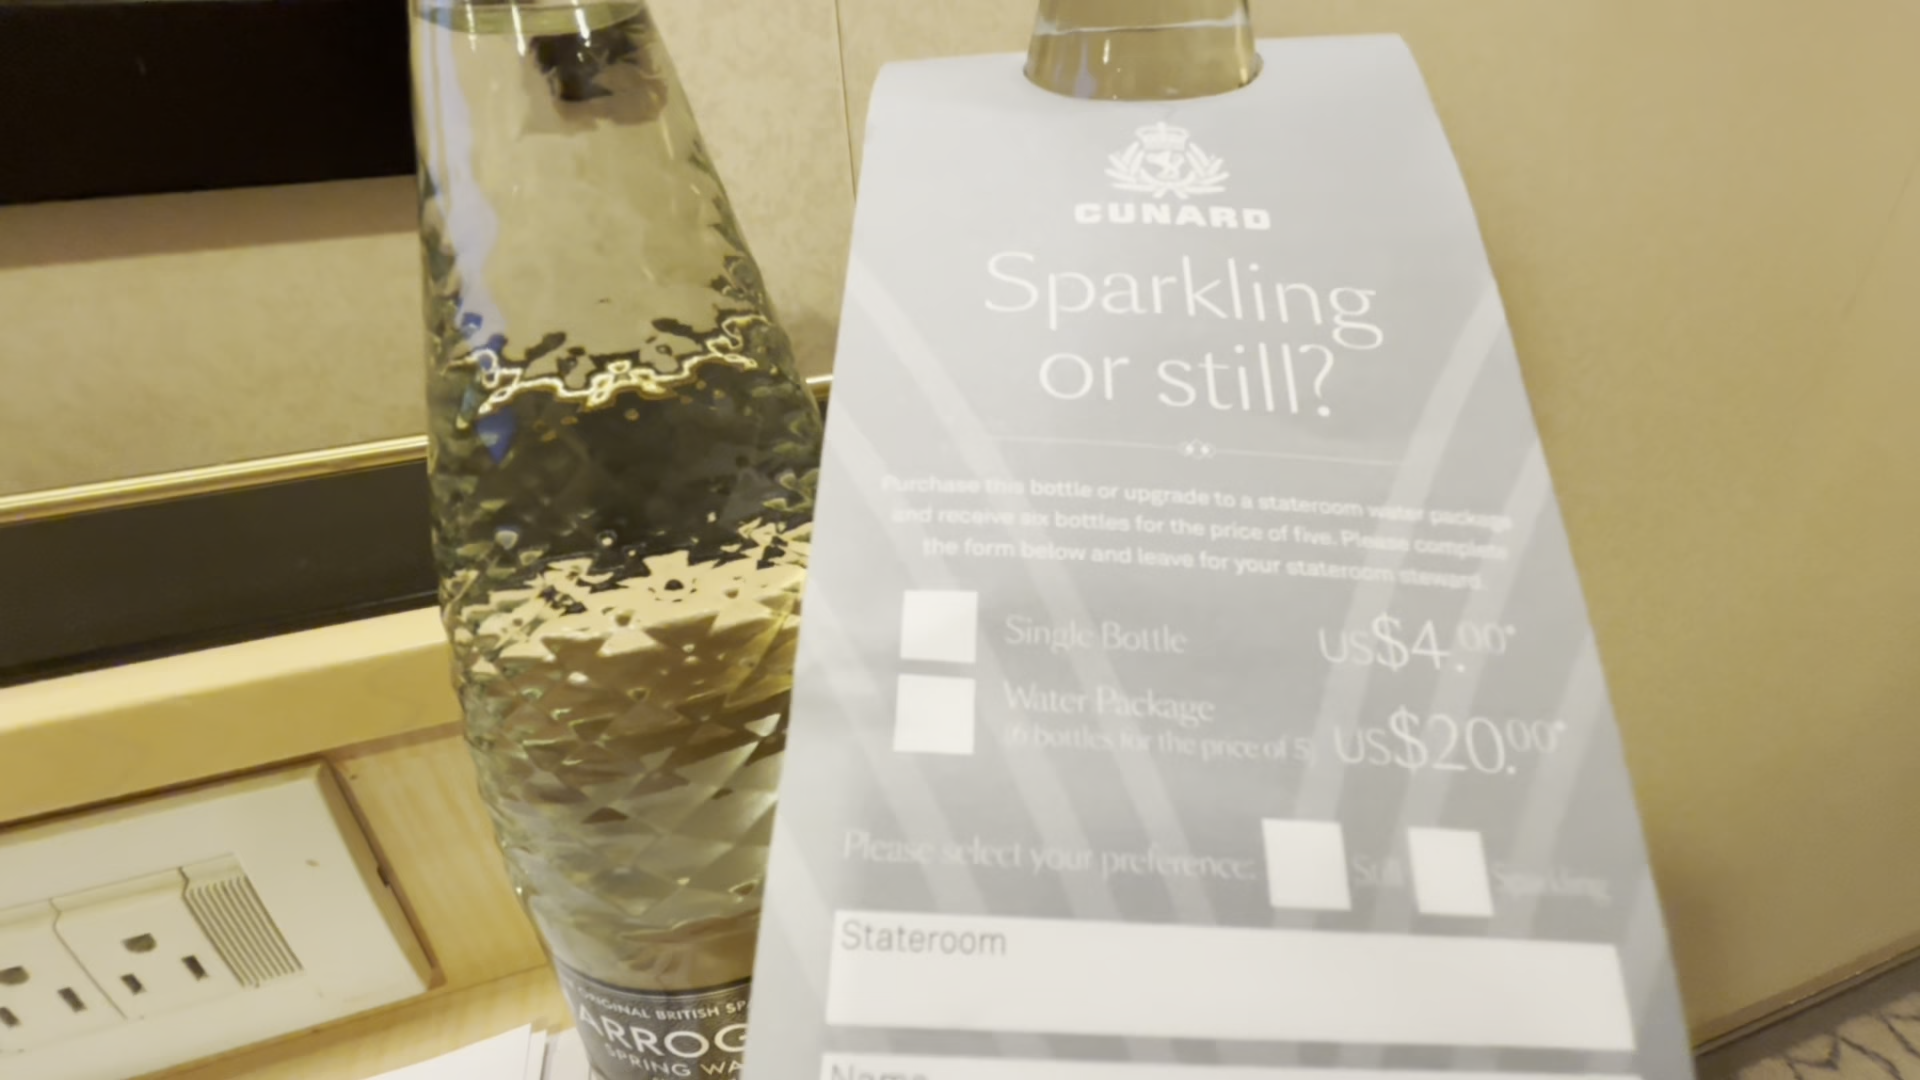 CUNARD
Sparkling
or still?
Purchase this bottle or upgrade to a stateroom water package
and receive six bottles for the price of five. Please complete
the form below and leave for your stateroom steward.
Single Bottle US$4.00*
Water Package
(6 bottles for the price of 5) US$20.00*
Please select your preference: Still Sparkling
Stateroom
Name
ORIGINAL BRITISH SP
ARROG
SPRING WA